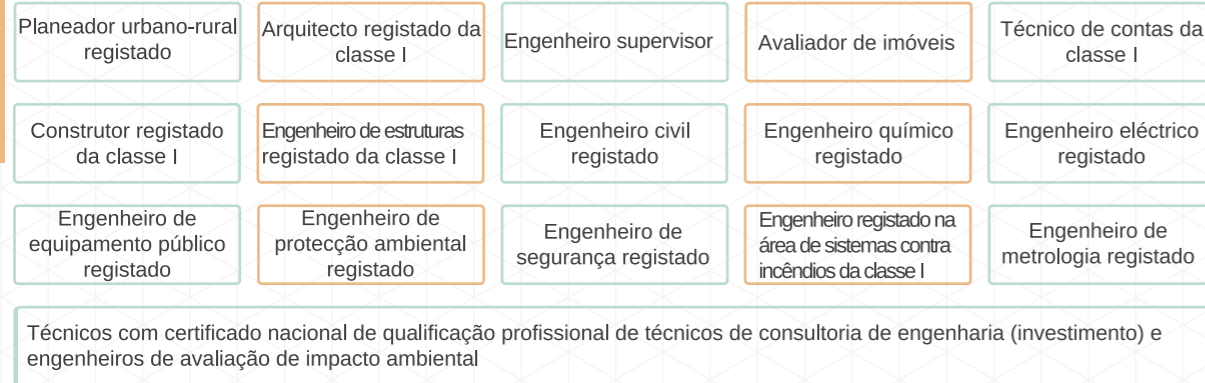 Planeador urbano-rural
registado
Arquitecto registado da
classe I
Engenheiro supervisor
Avaliador de imóveis
Técnico de contas da
classe I
Construtor registado
da classe I
Engenheiro de estruturas
registado da classe I
Engenheiro civil
registado
Engenheiro químico
registado
Engenheiro eléctrico
registado
Engenheiro de
equipamento público
registado
Engenheiro de
protecção ambiental
registado
Engenheiro de
segurança registado
Engenheiro registado na
área de sistemas contra
incêndios da classe I
Engenheiro de
metrologia registado
Técnicos com certificado nacional de qualificação profissional de técnicos de consultoria de engenharia (investimento) e
engenheiros de avaliação de impacto ambiental